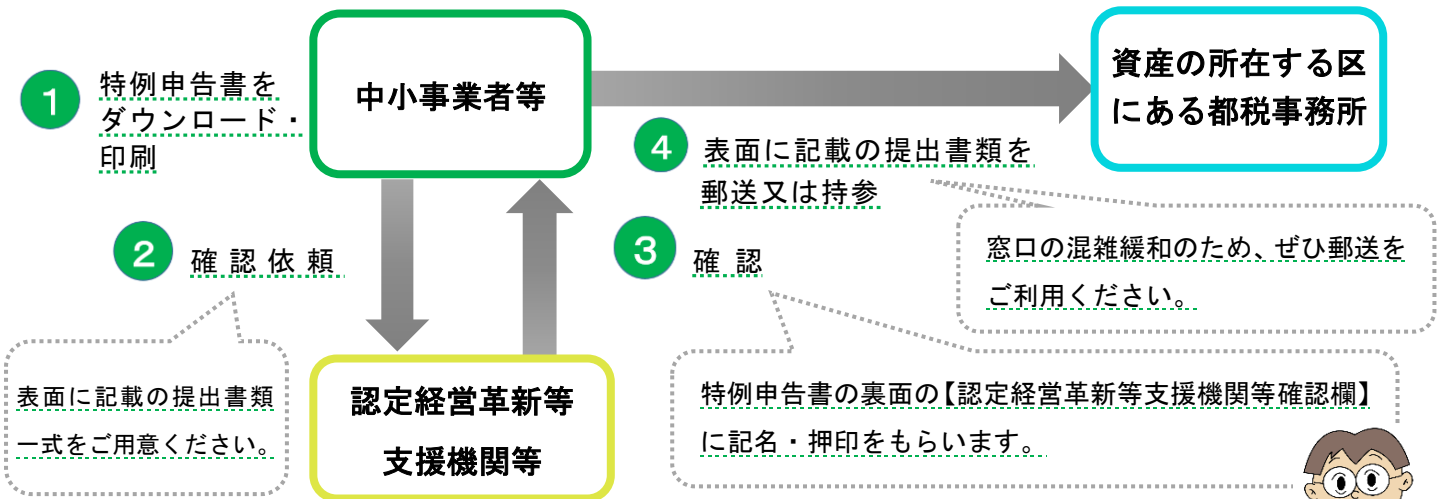 1
特例申告書を
ダウンロード・
印刷
中小事業者等
資産の所在する区
にある都税事務所
4
表面に記載の提出書類を
郵送又は持参
窓口の混雑緩和のため、ぜひ郵送を
ご利用ください。
2
確認依頼
表面に記載の提出書類
一式をご用意ください。
3
確認
特例申告書の裏面の【認定経営革新等支援機関等確認欄】
に記名・押印をもらいます。
認定経営革新等
支援機関等